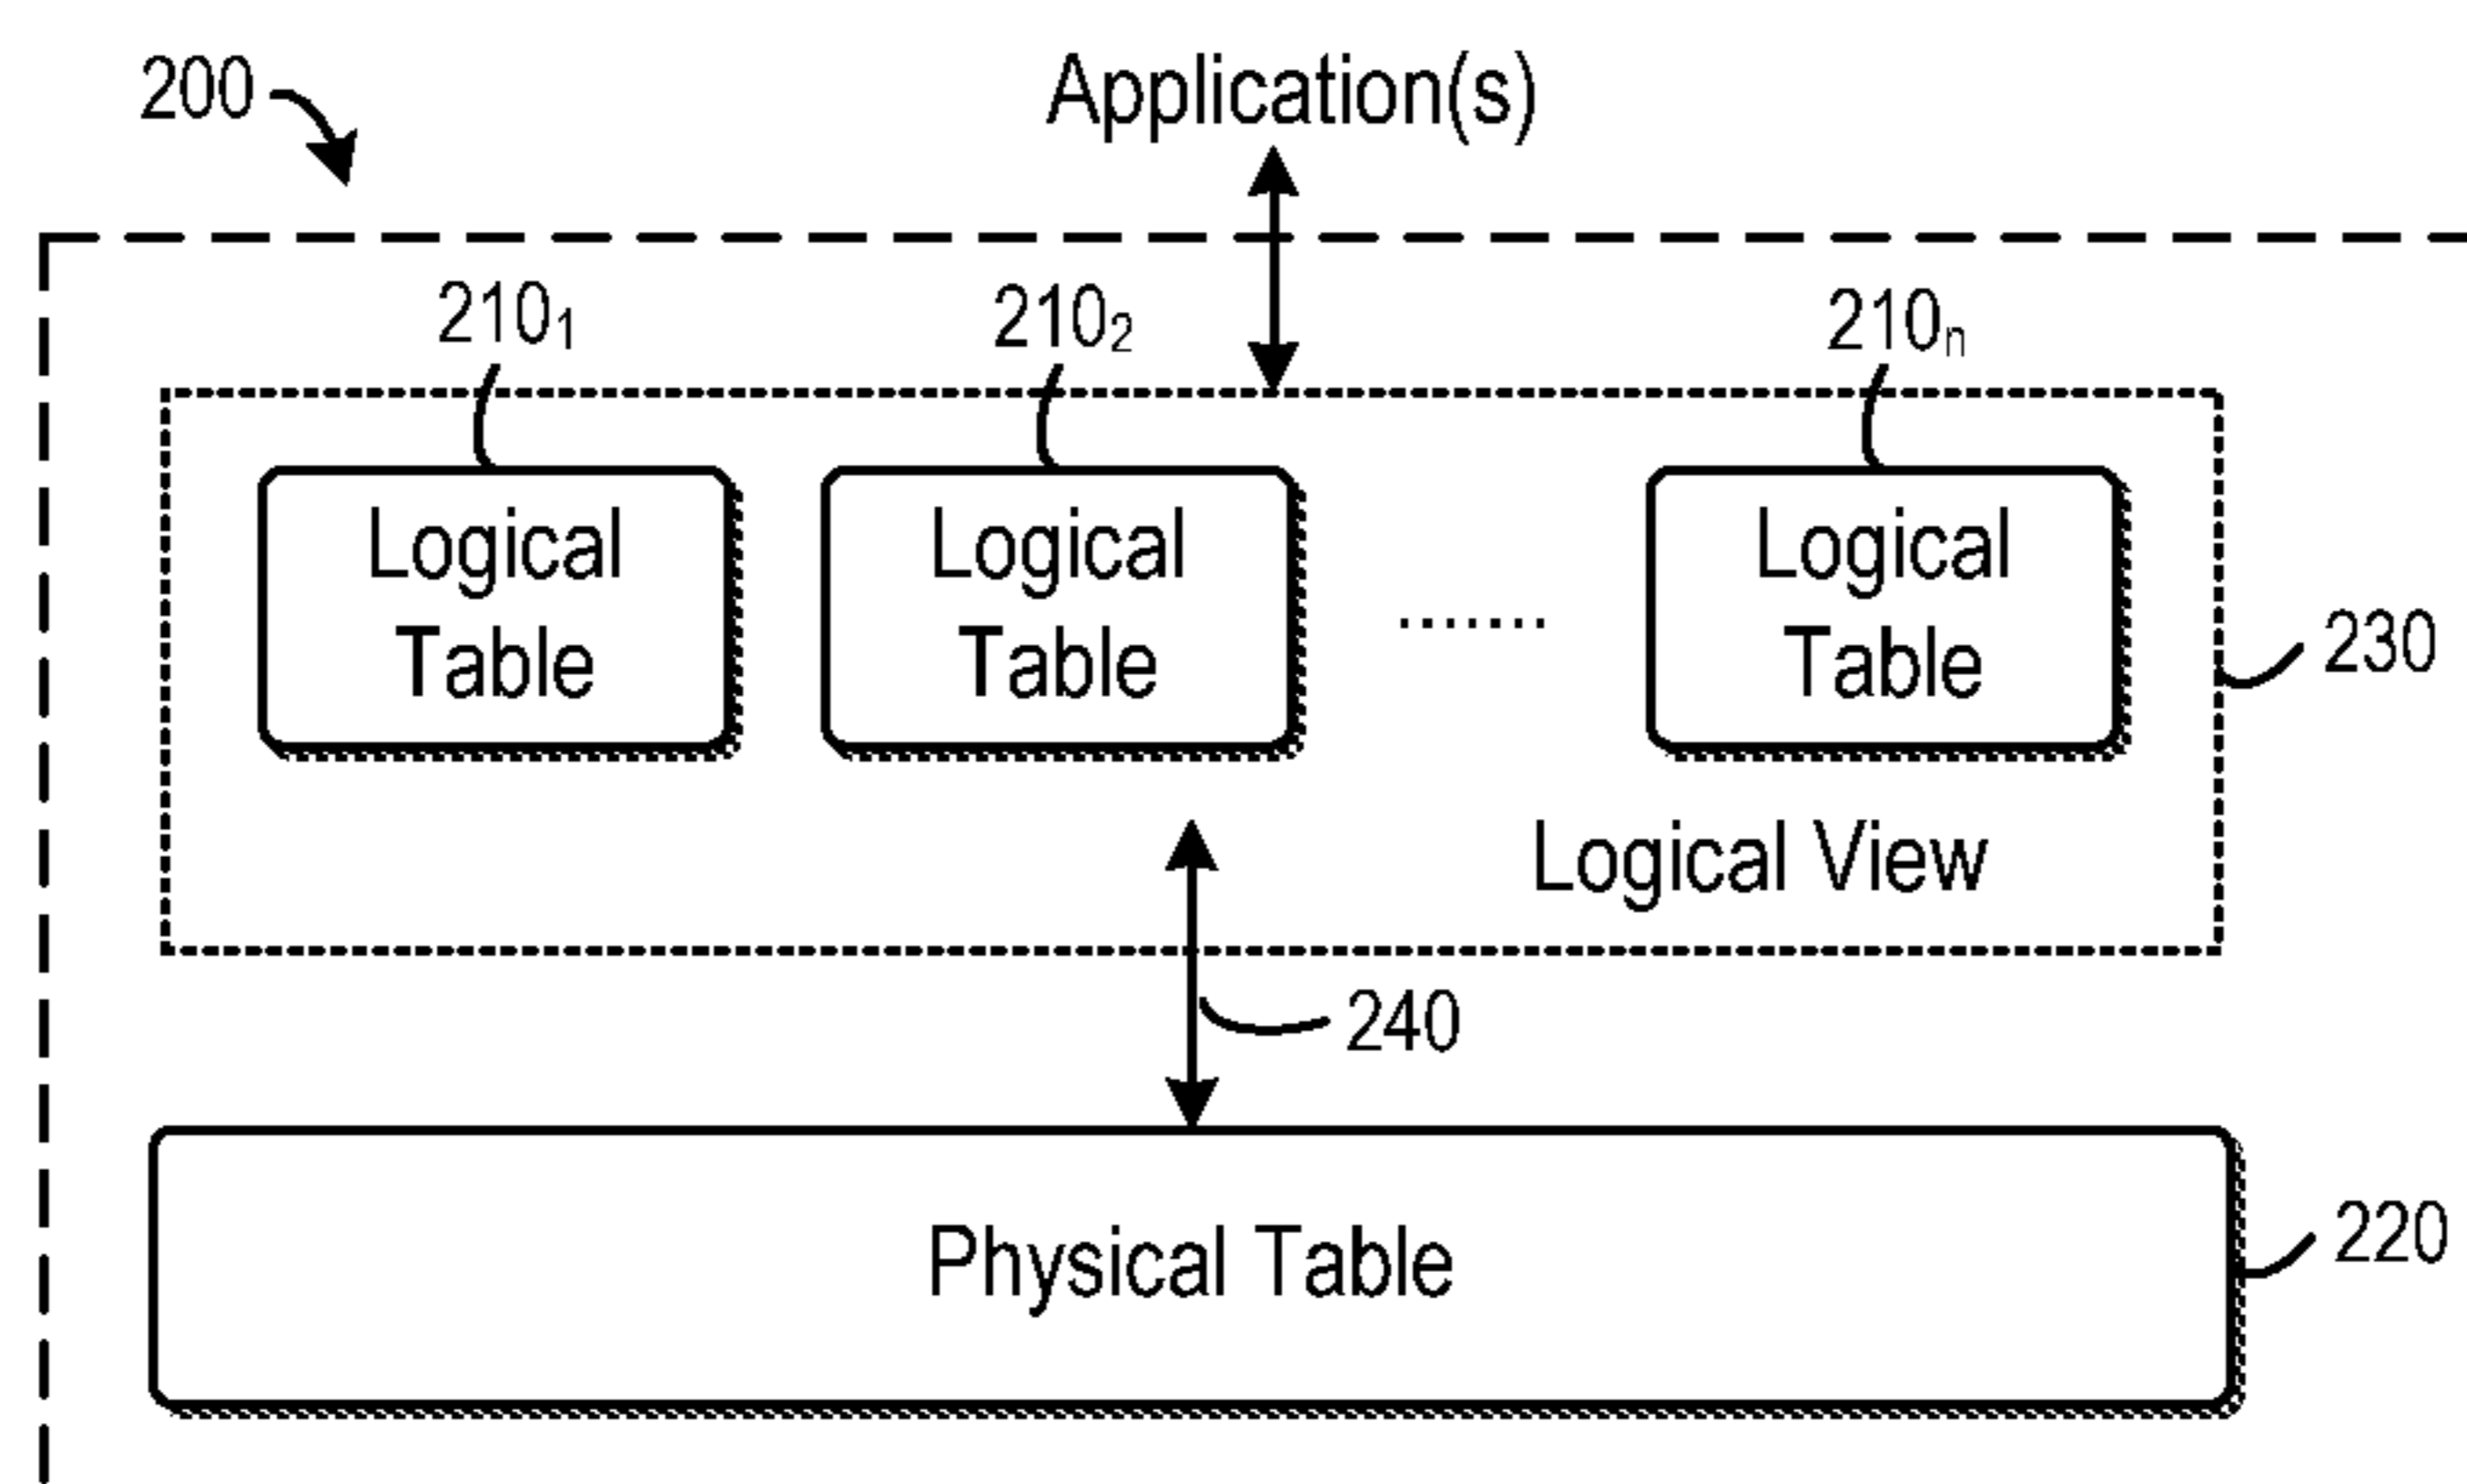 200
Application(s)
210₁
210₂
210ₙ
Logical
Table
Logical
Table
.......
Logical
Table
230
Logical View
240
Physical Table
220